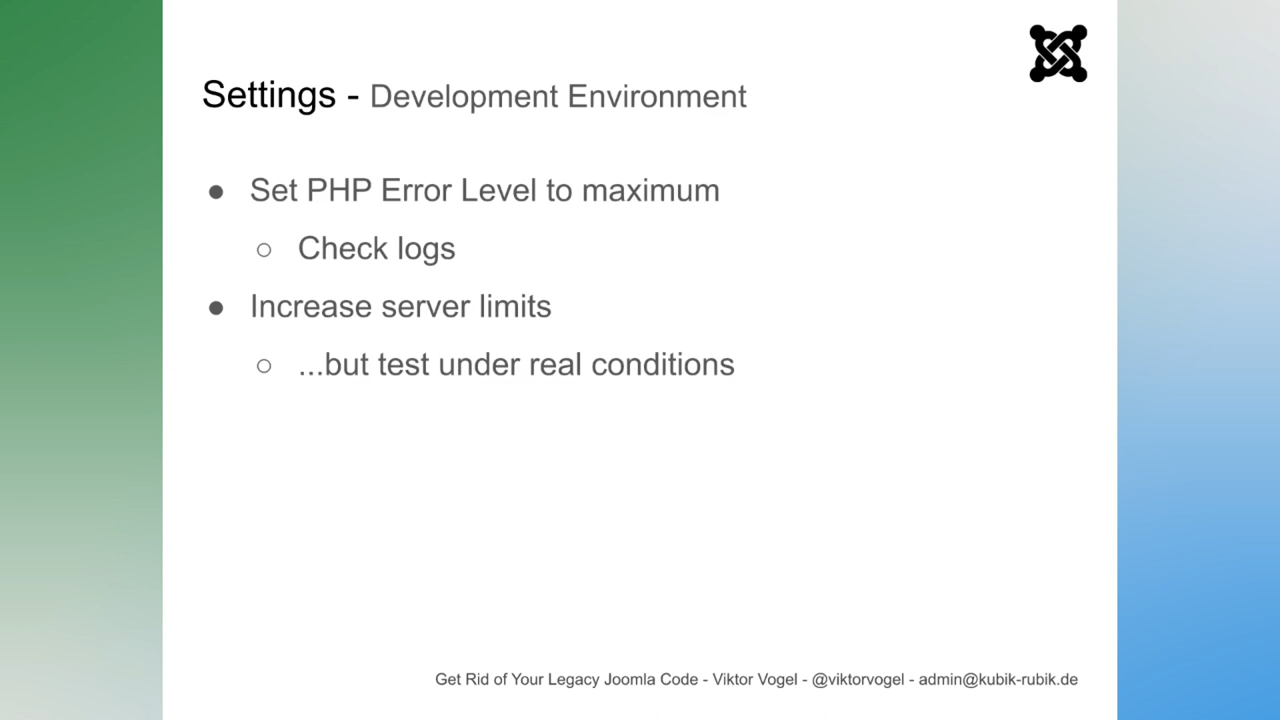 Settings - Development Environment
● Set PHP Error Level to maximum
○ Check logs
● Increase server limits
○ ...but test under real conditions
Get Rid of Your Legacy Joomla Code - Viktor Vogel - @viktorvogel - admin@kubik-rubik.de